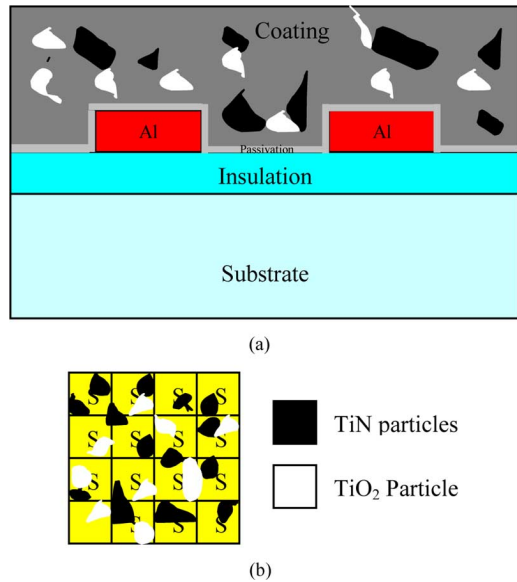 Coating
Al
Al
Passivation
Insulation
Substrate
(a)
S S S S
S S S S
S S S S
S S S
TiN particles
TiO₂ Particle
(b)